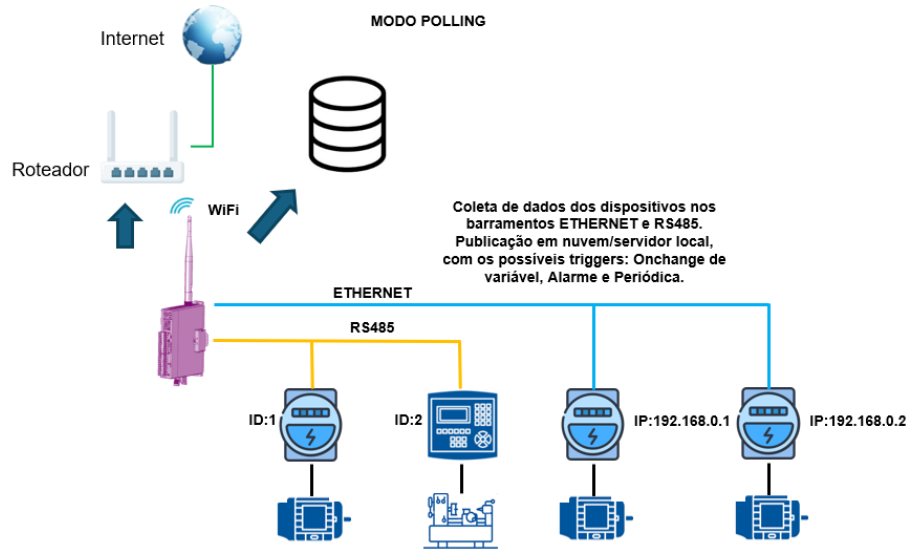 MODO POLLING
Internet
Roteador
WiFi
Coleta de dados dos dispositivos nos
barramentos ETHERNET e RS485.
Publicação em nuvem/servidor local,
com os possíveis triggers: Onchange de
variável, Alarme e Periódica.
ETHERNET
RS485
ID:1
ID:2
IP:192.168.0.1
IP:192.168.0.2